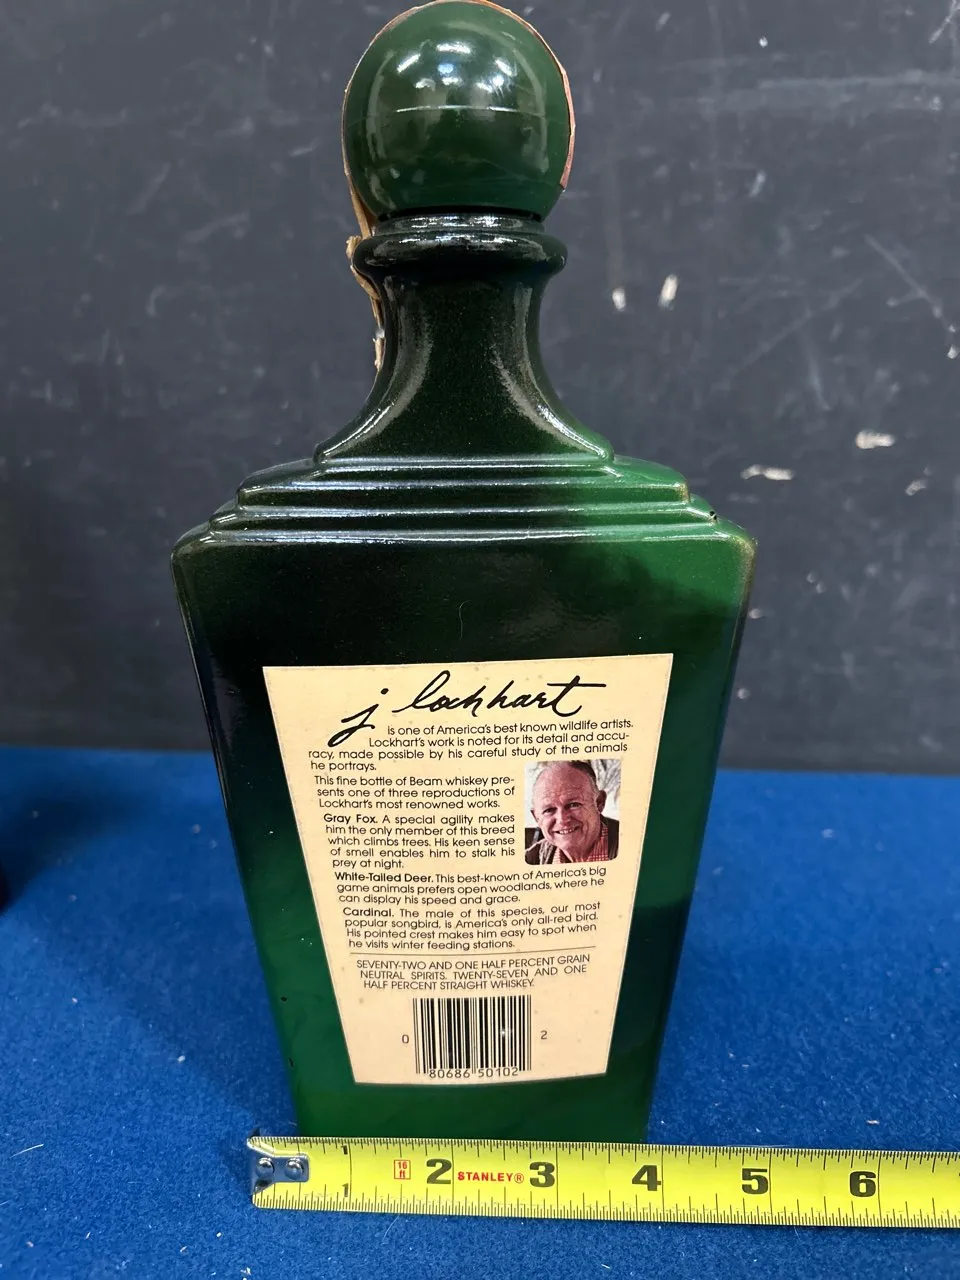 j lockhart
is one of America's best known wildlife artists.
Lockhart's work is noted for its detail and accu-
racy, made possible by his careful study of the animals
he portrays.
This fine bottle of Beam whiskey pre-
sents one of three reproductions of
Lockhart's most renowned works.
Gray Fox. A special agility makes
him the only member of this breed
which climbs trees. His keen sense
of smell enables him to stalk his
prey at night.
White-Tailed Deer. This best-known of America's big
game animals prefers open woodlands, where he
can display his speed and grace.
Cardinal. The male of this species, our most
popular songbird, is America's only all-red bird.
His pointed crest makes him easy to spot when
he visits winter feeding stations.
SEVENTY-TWO AND ONE HALF PERCENT GRAIN
NEUTRAL SPIRITS. TWENTY-SEVEN AND ONE
HALF PERCENT STRAIGHT WHISKEY.
0 80686 50102 2
1 16 ft 2 STANLEY® 3 4 5 6